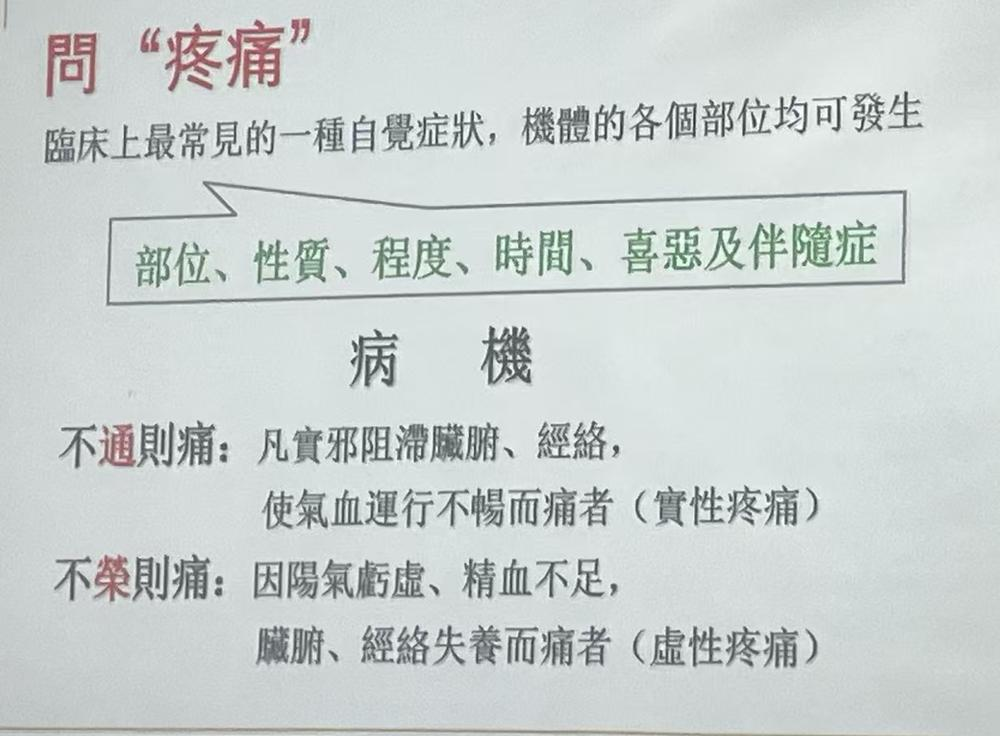 問“疼痛”
臨床上最常見的一種自覺症狀，機體的各個部位均可發生
部位、性質、程度、時間、喜惡及伴隨症
病 機
不通則痛：凡實邪阻滯臟腑、經絡，
使氣血運行不暢而痛者（實性疼痛）
不榮則痛：因陽氣虧虛、精血不足，
臟腑、經絡失養而痛者（虛性疼痛）